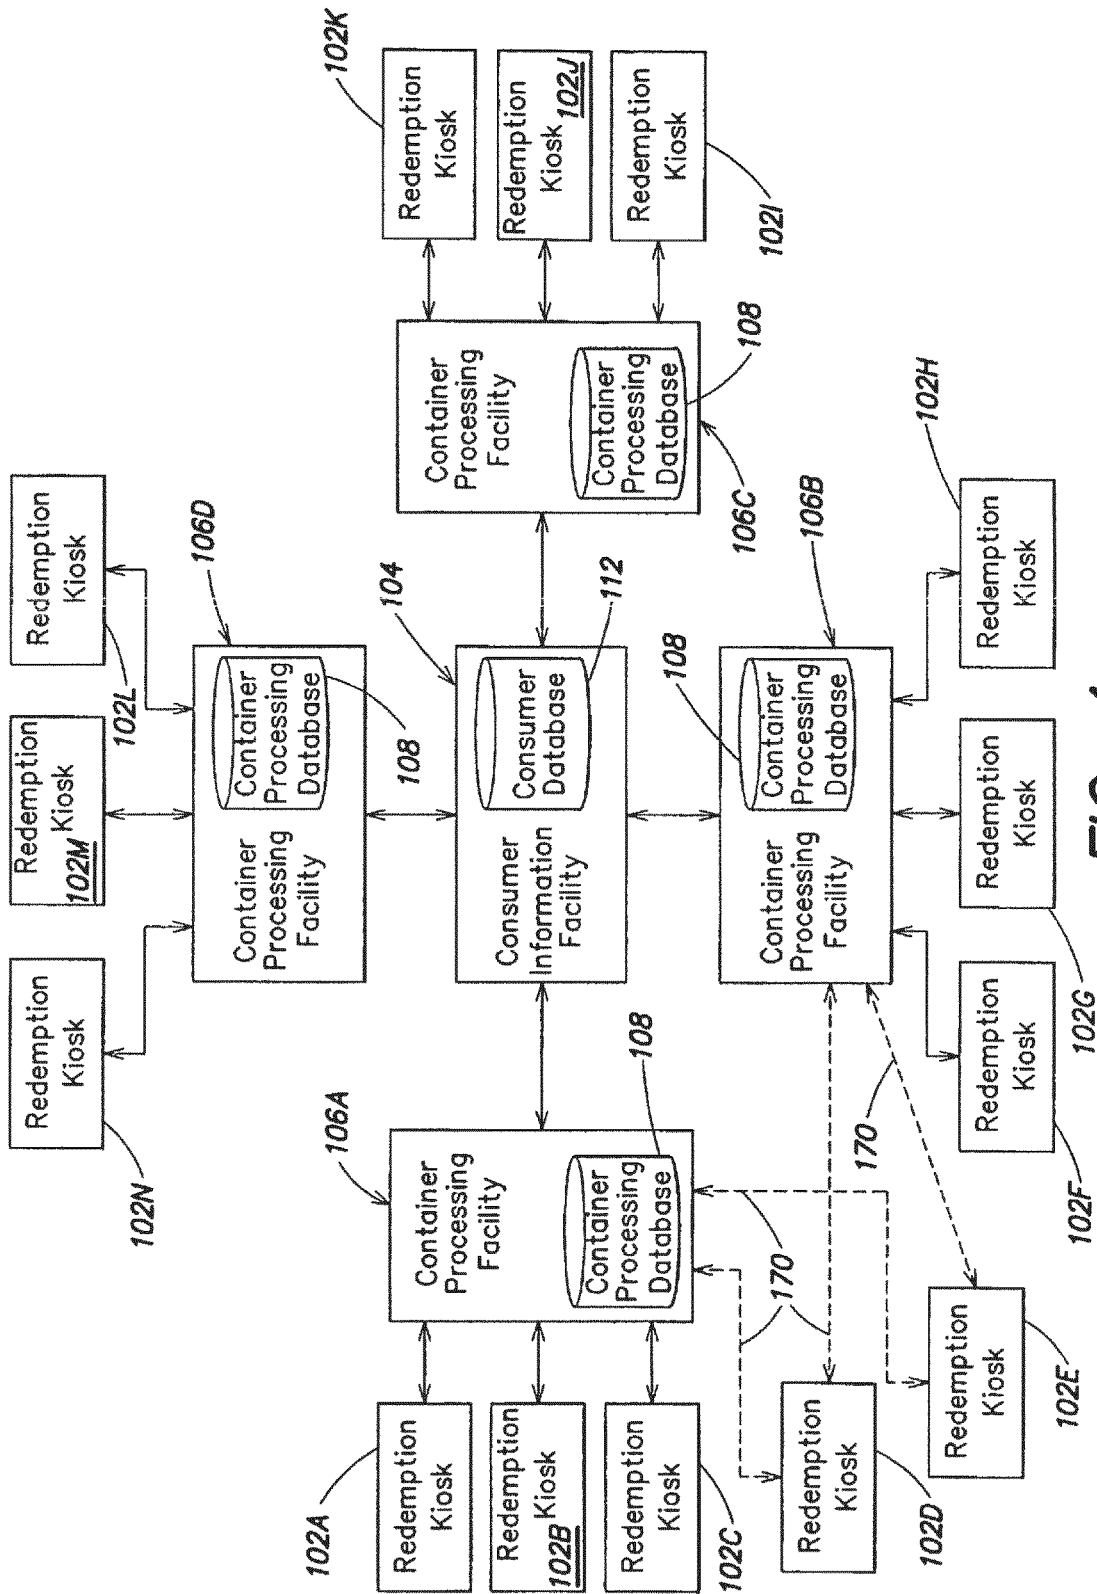 Redemption
Kiosk
102N
Redemption
Kiosk
102M
Redemption
Kiosk
102L
Container
Processing
Facility
Container
Processing
Database
108
106D
Redemption
Kiosk
102A
Redemption
Kiosk
102B
Redemption
Kiosk
102C
Container
Processing
Facility
Container
Processing
Database
108
106A
Consumer
Information
Facility
Consumer
Database
112
104
Container
Processing
Facility
Container
Processing
Database
108
106C
Redemption
Kiosk
102K
Redemption
Kiosk
102J
Redemption
Kiosk
102I
Container
Processing
Facility
Container
Processing
Database
108
106B
170
170
Redemption
Kiosk
102D
Redemption
Kiosk
102E
Redemption
Kiosk
102F
Redemption
Kiosk
102G
Redemption
Kiosk
102H